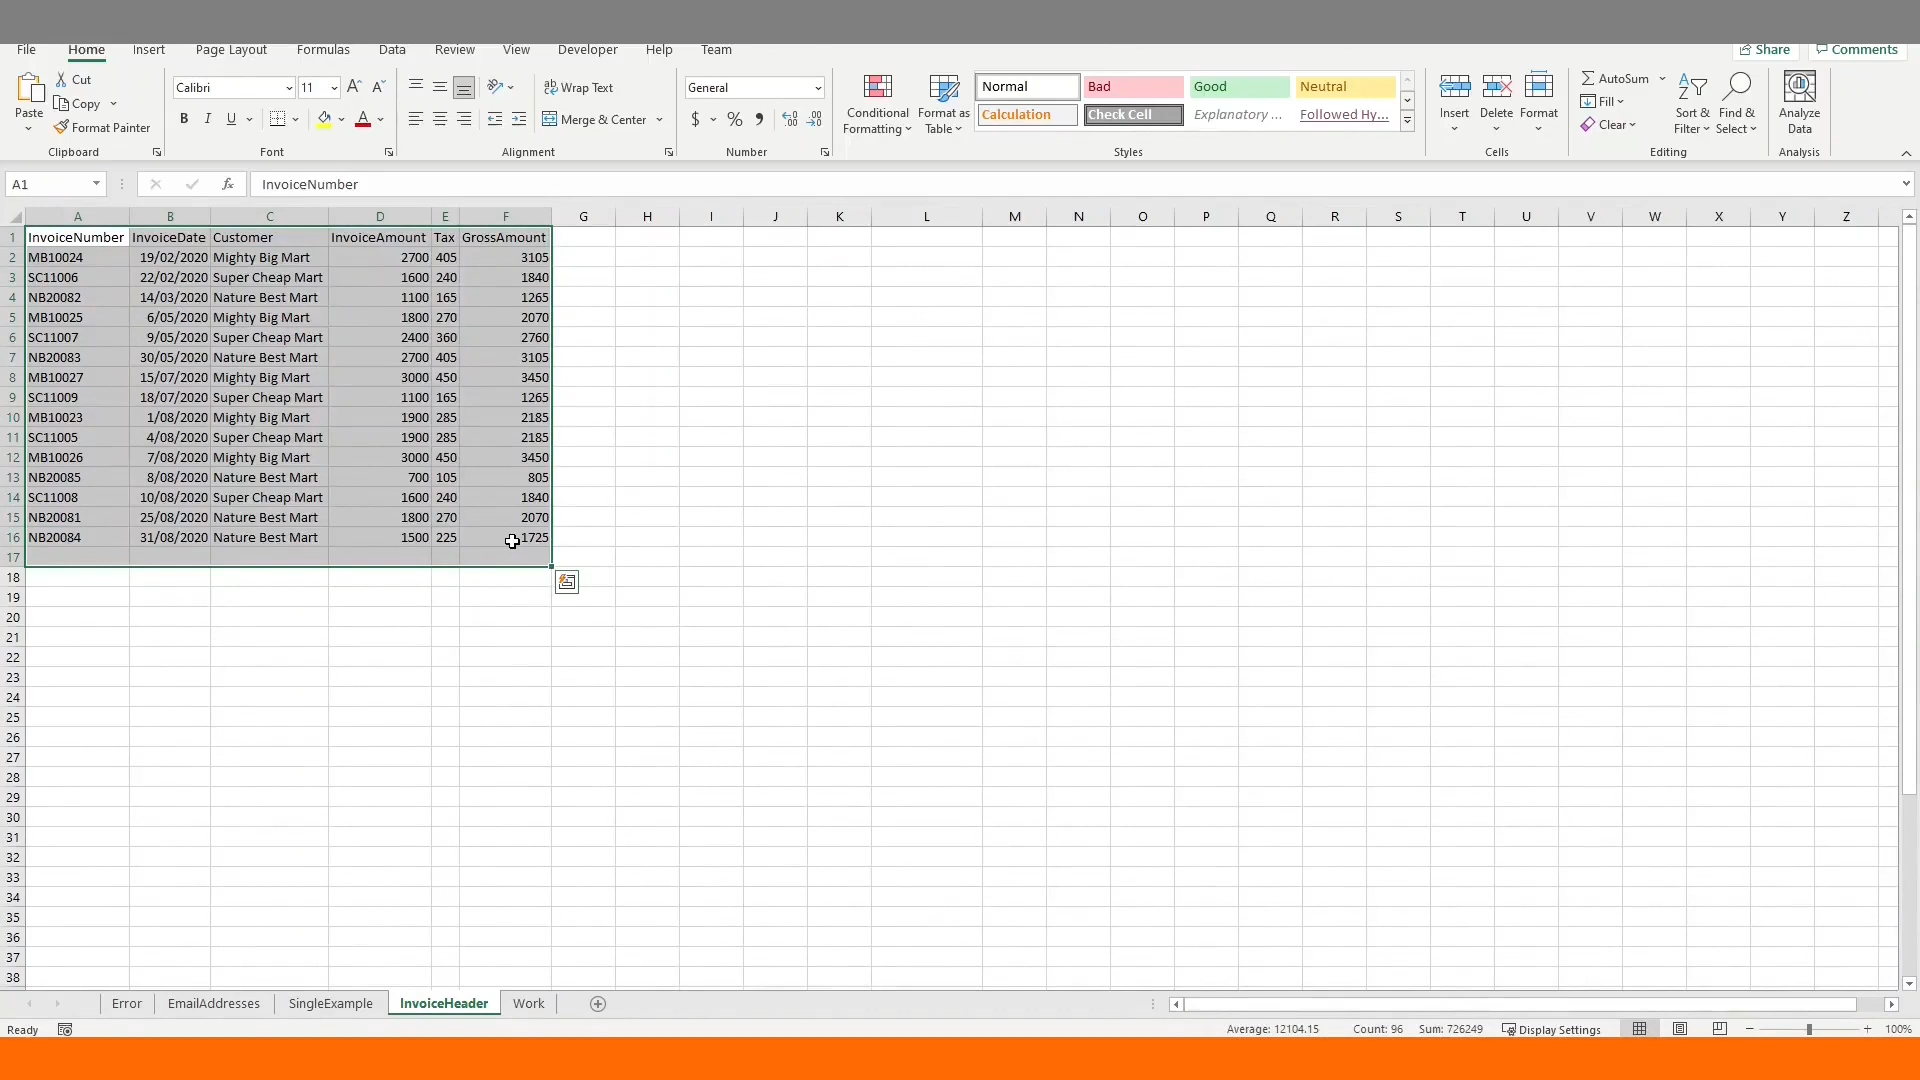 File Home Insert Page Layout Formulas Data Review View Developer Help Team Share Comments
Paste Cut Copy Format Painter Clipboard
Calibri 11 A A B I U A Font
Wrap Text Merge & Center Alignment
General $ % , Number
Conditional Formatting Format as Table Normal Bad Good Neutral Calculation Check Cell Explanatory ... Followed Hy... Styles
Insert Delete Format Cells
AutoSum Fill Clear Sort & Filter Find & Select Editing
Analyze Data Analysis
A1 fx InvoiceNumber
A B C D E F G H I J K L M N O P Q R S T U V W X Y Z
1 InvoiceNumber InvoiceDate Customer InvoiceAmount Tax GrossAmount
2 MB10024 19/02/2020 Mighty Big Mart 2700 405 3105
3 SC11006 22/02/2020 Super Cheap Mart 1600 240 1840
4 NB20082 14/03/2020 Nature Best Mart 1100 165 1265
5 MB10025 6/05/2020 Mighty Big Mart 1800 270 2070
6 SC11007 9/05/2020 Super Cheap Mart 2400 360 2760
7 NB20083 30/05/2020 Nature Best Mart 2700 405 3105
8 MB10027 15/07/2020 Mighty Big Mart 3000 450 3450
9 SC11009 18/07/2020 Super Cheap Mart 1100 165 1265
10 MB10023 1/08/2020 Mighty Big Mart 1900 285 2185
11 SC11005 4/08/2020 Super Cheap Mart 1900 285 2185
12 MB10026 7/08/2020 Mighty Big Mart 3000 450 3450
13 NB20085 8/08/2020 Nature Best Mart 700 105 805
14 SC11008 10/08/2020 Super Cheap Mart 1600 240 1840
15 NB20081 25/08/2020 Nature Best Mart 1800 270 2070
16 NB20084 31/08/2020 Nature Best Mart 1500 225 1725
17
18
19
20
21
22
23
24
25
26
27
28
29
30
31
32
33
34
35
36
37
38
Error EmailAddresses SingleExample InvoiceHeader Work
Ready Average: 12104.15 Count: 96 Sum: 726249 Display Settings 100%